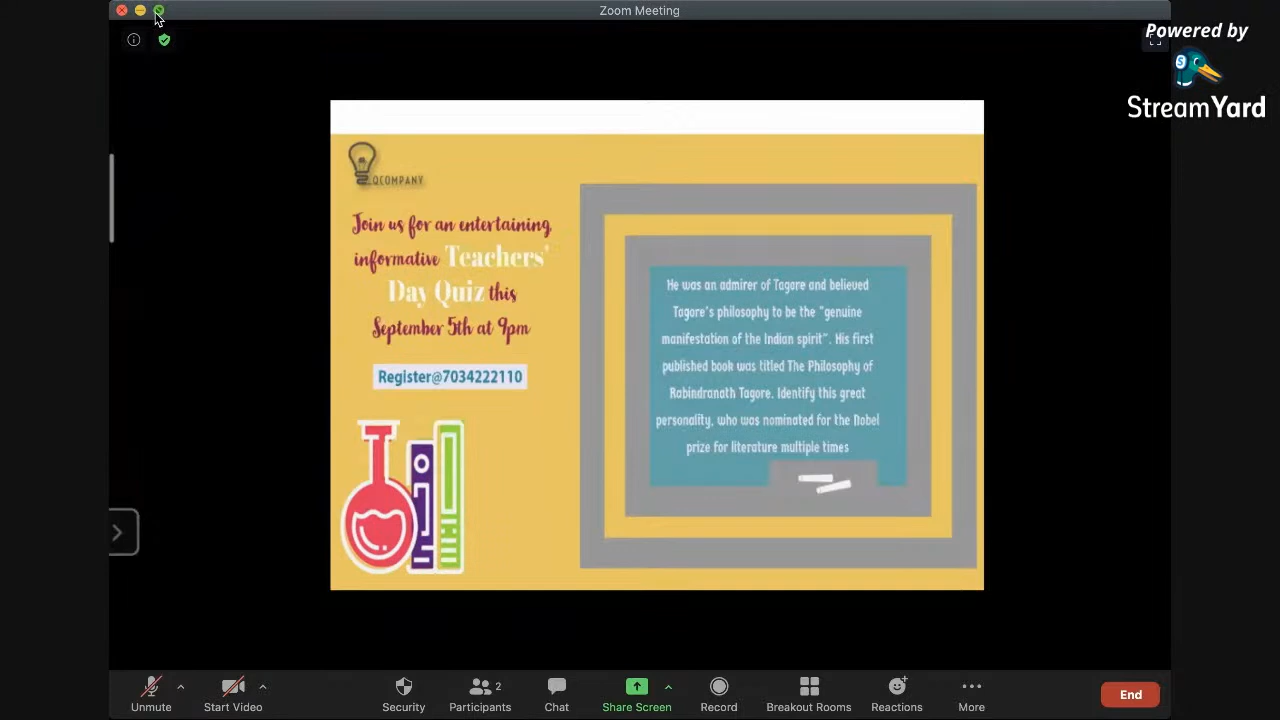 Zoom Meeting
Powered by
StreamYard
QCOMPANY
Join us for an entertaining,
informative Teachers'
Day Quiz this
September 5th at 9pm
Register@7034222110
He was an admirer of Tagore and believed
Tagore's philosophy to be the "genuine
manifestation of the Indian spirit". His first
published book was titled The Philosophy of
Rabindranath Tagore. Identify this great
personality, who was nominated for the Nobel
prize for literature multiple times
Unmute
Start Video
Security
2
Participants
Chat
Share Screen
Record
Breakout Rooms
Reactions
More
End